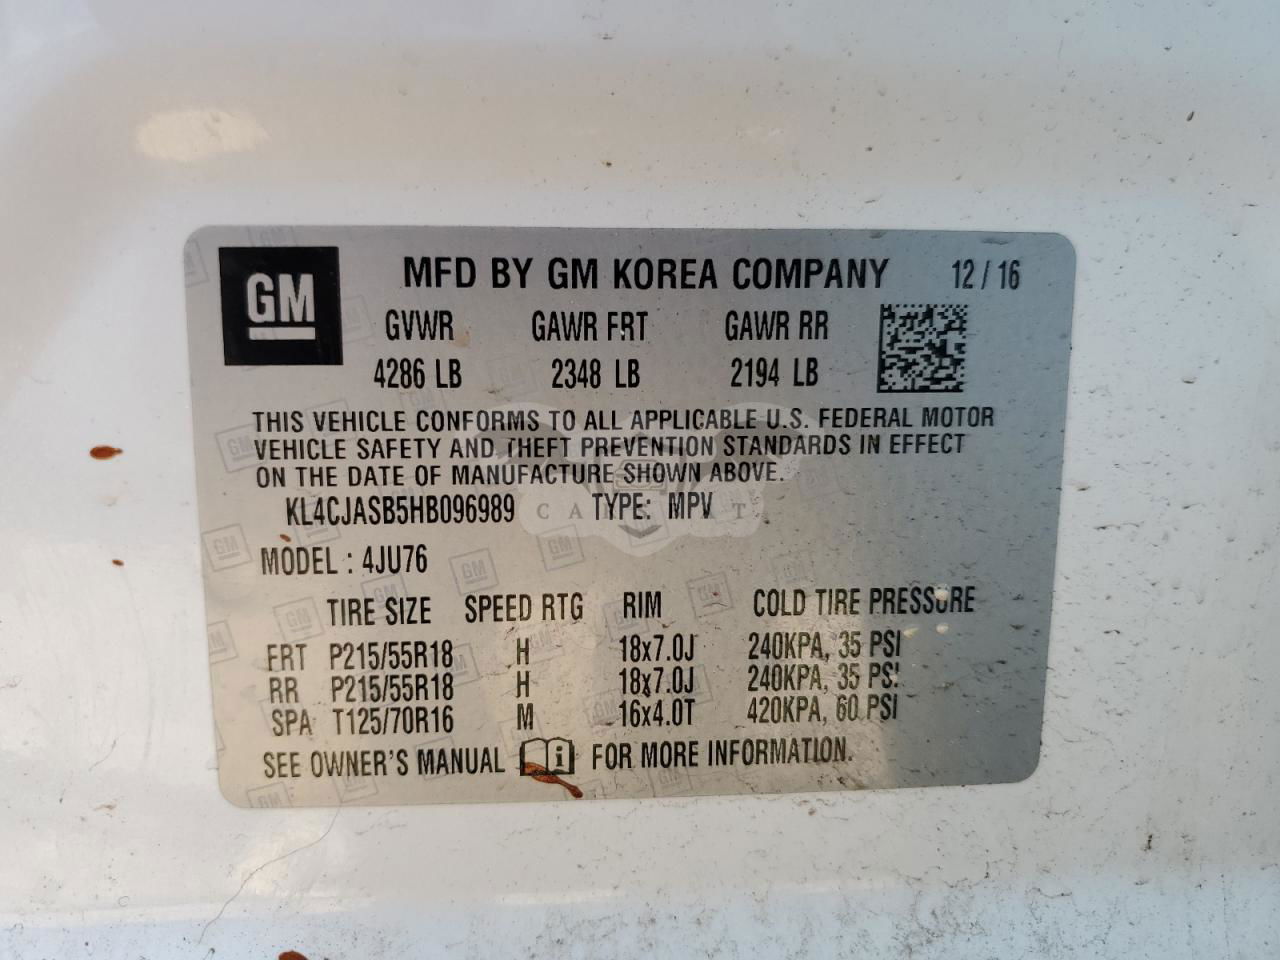 GM
MFD BY GM KOREA COMPANY 12/16
GVWR GAWR FRT GAWR RR
4286 LB 2348 LB 2194 LB
THIS VEHICLE CONFORMS TO ALL APPLICABLE U.S. FEDERAL MOTOR
VEHICLE SAFETY AND THEFT PREVENTION STANDARDS IN EFFECT
ON THE DATE OF MANUFACTURE SHOWN ABOVE.
KL4CJASB5HB096989 TYPE: MPV
MODEL : 4JU76
TIRE SIZE SPEED RTG RIM COLD TIRE PRESSURE
FRT P215/55R18 H 18x7.0J 240KPA, 35 PSI
RR P215/55R18 H 18x7.0J 240KPA, 35 PSI
SPA T125/70R16 M 16x4.0T 420KPA, 60 PSI
SEE OWNER'S MANUAL FOR MORE INFORMATION.